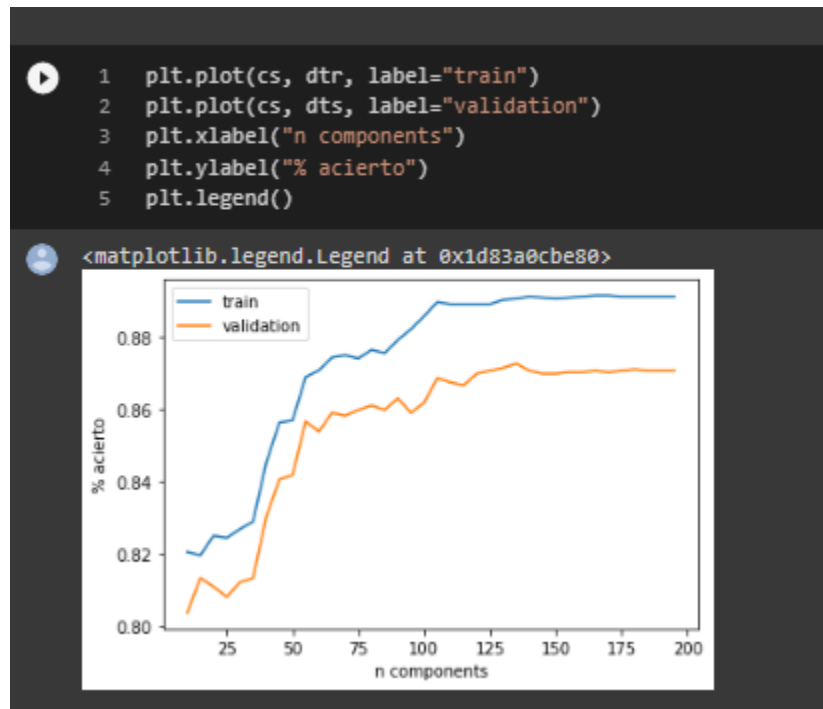 1 plt.plot(cs, dtr, label="train")
2 plt.plot(cs, dts, label="validation")
3 plt.xlabel("n components")
4 plt.ylabel("% acierto")
5 plt.legend()
<matplotlib.legend.Legend at 0x1d83a0cbe80>
train
validation
0.88
0.86
0.84
0.82
0.80
% acierto
25 50 75 100 125 150 175 200
n components